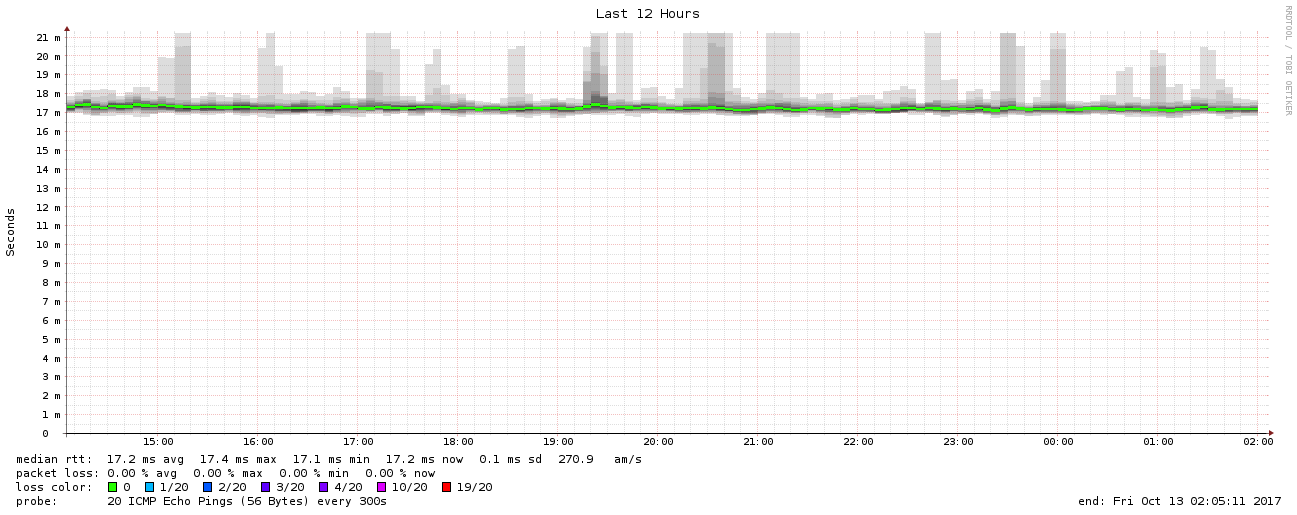 Last 12 Hours
RRDTOOL / TOBI OETIKER
Seconds
21 m
20 m
19 m
18 m
17 m
16 m
15 m
14 m
13 m
12 m
11 m
10 m
9 m
8 m
7 m
6 m
5 m
4 m
3 m
2 m
1 m
0
15:00 16:00 17:00 18:00 19:00 20:00 21:00 22:00 23:00 00:00 01:00 02:00
median rtt: 17.2 ms avg 17.4 ms max 17.1 ms min 17.2 ms now 0.1 ms sd 270.9 am/s
packet loss: 0.00 % avg 0.00 % max 0.00 % min 0.00 % now
loss color: 0 1/20 2/20 3/20 4/20 10/20 19/20
probe: 20 ICMP Echo Pings (56 Bytes) every 300s end: Fri Oct 13 02:05:11 2017